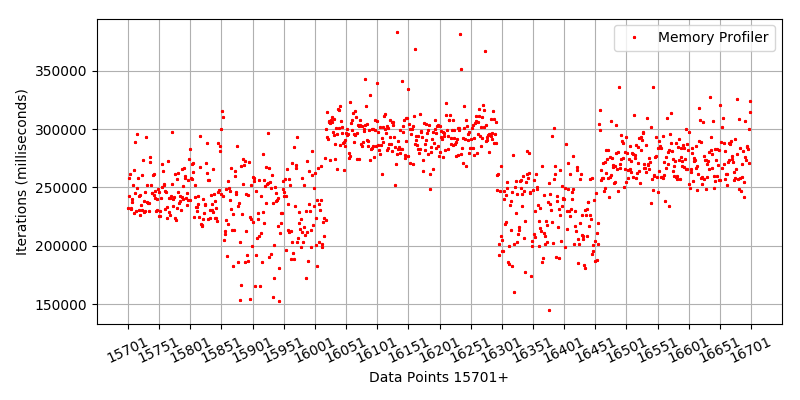 Memory Profiler
350000
300000
250000
200000
150000
Iterations (milliseconds)
15701 15751 15801 15851 15901 15951 16001 16051 16101 16151 16201 16251 16301 16351 16401 16451 16501 16551 16601 16651 16701
Data Points 15701+